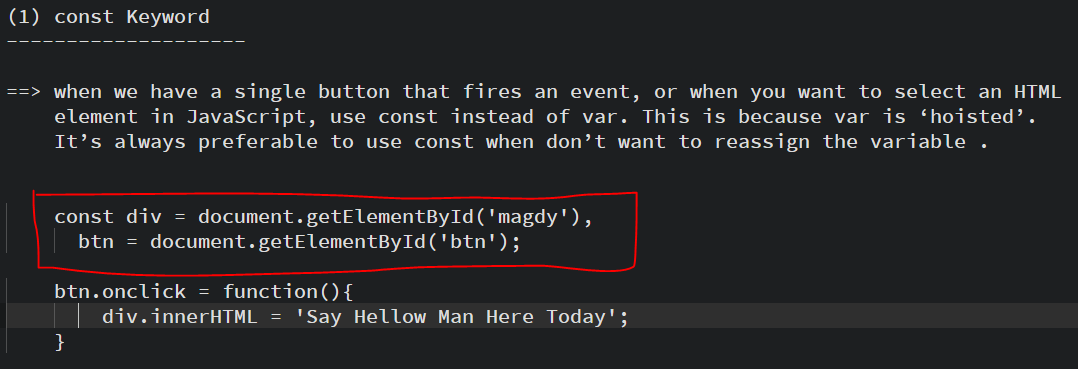 (1) const Keyword
--------------------
==> when we have a single button that fires an event, or when you want to select an HTML
element in JavaScript, use const instead of var. This is because var is ‘hoisted’.
It’s always preferable to use const when don’t want to reassign the variable .
const div = document.getElementById('magdy'),
btn = document.getElementById('btn');
btn.onclick = function(){
div.innerHTML = 'Say Hellow Man Here Today';
}